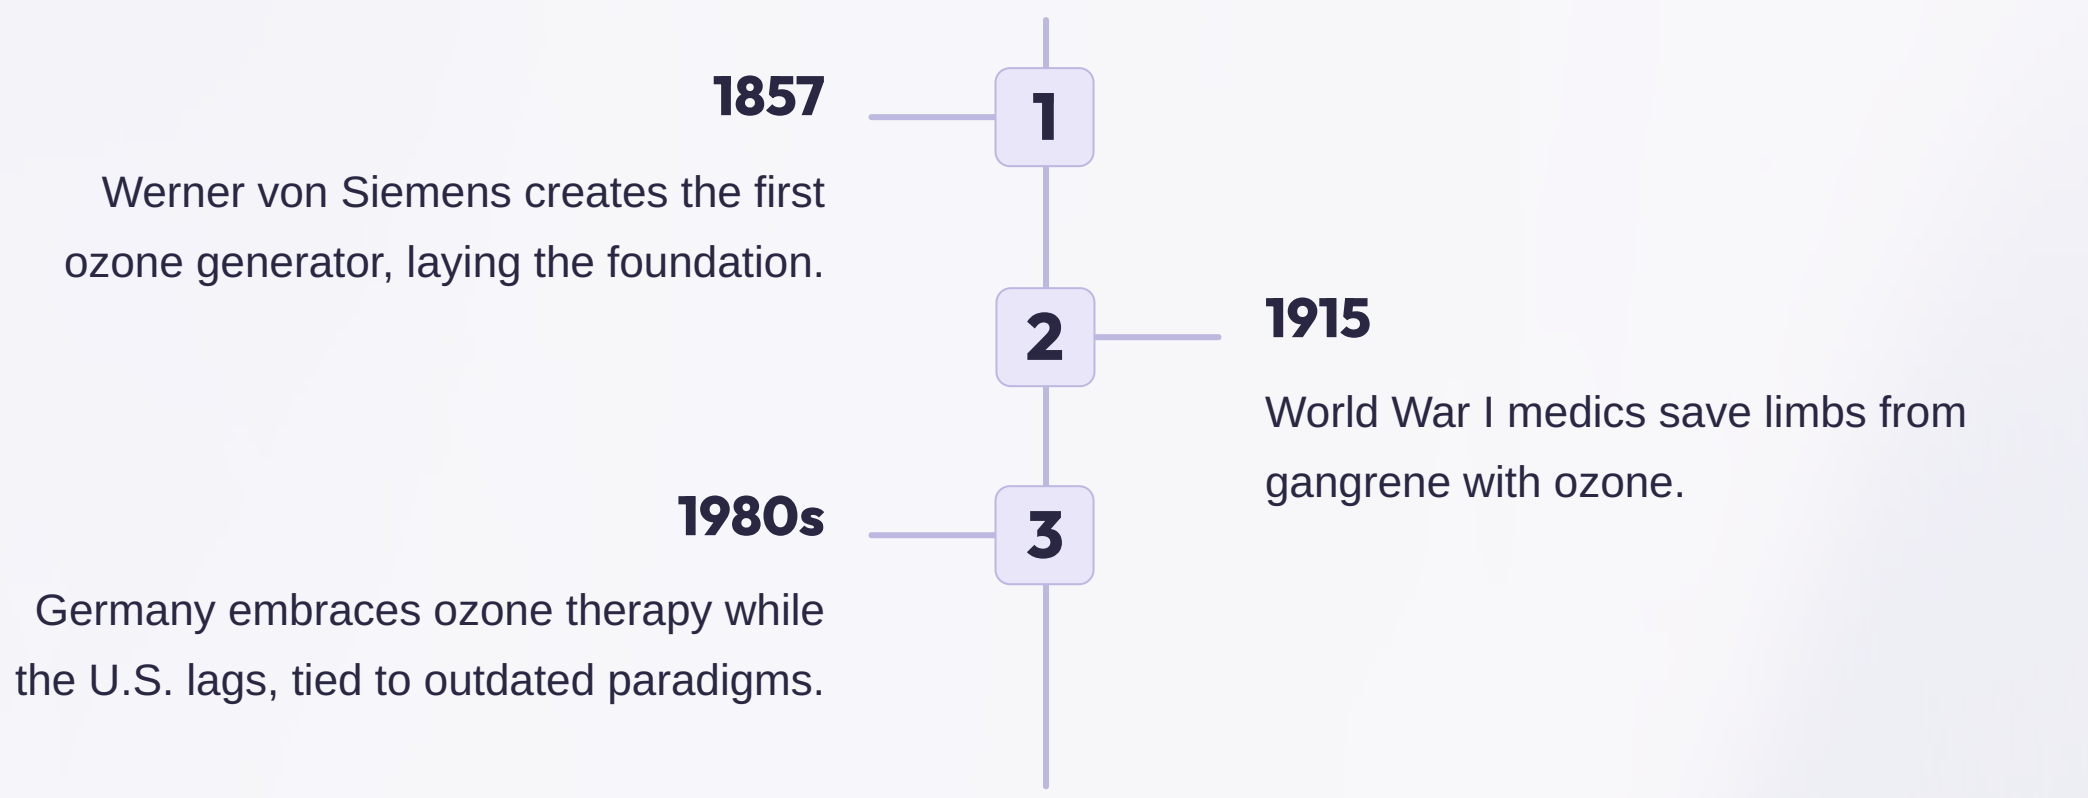 1857
1
Werner von Siemens creates the first
ozone generator, laying the foundation.
2
1915
World War I medics save limbs from
gangrene with ozone.
1980s
3
Germany embraces ozone therapy while
the U.S. lags, tied to outdated paradigms.